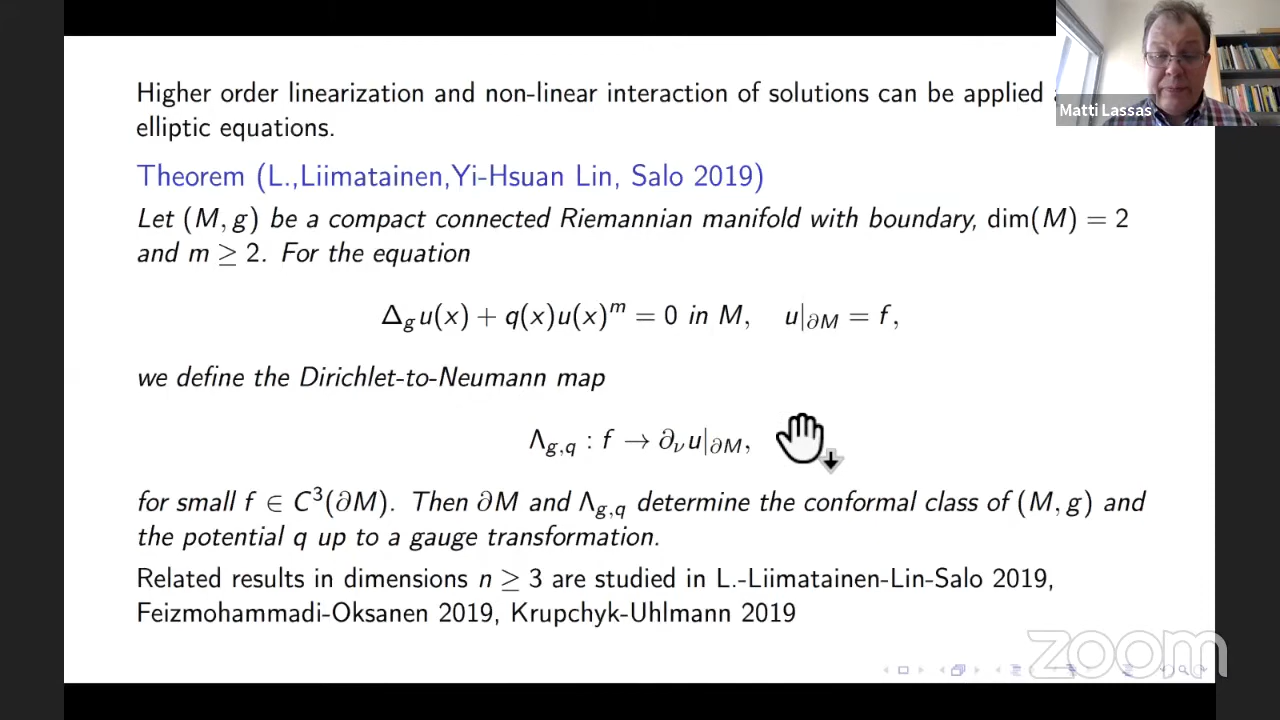 Higher order linearization and non-linear interaction of solutions can be applied
elliptic equations.
Theorem (L.,Liimatainen,Yi-Hsuan Lin, Salo 2019)
Let (M, g) be a compact connected Riemannian manifold with boundary, dim(M) = 2
and m ≥ 2. For the equation
Δ_g u(x) + q(x)u(x)^m = 0 in M, u|_∂M = f,
we define the Dirichlet-to-Neumann map
Λ_{g,q} : f → ∂_ν u|_∂M,
for small f ∈ C³(∂M). Then ∂M and Λ_{g,q} determine the conformal class of (M, g) and
the potential q up to a gauge transformation.
Related results in dimensions n ≥ 3 are studied in L.-Liimatainen-Lin-Salo 2019,
Feizmohammadi-Oksanen 2019, Krupchyk-Uhlmann 2019
Matti Lassas
zoom